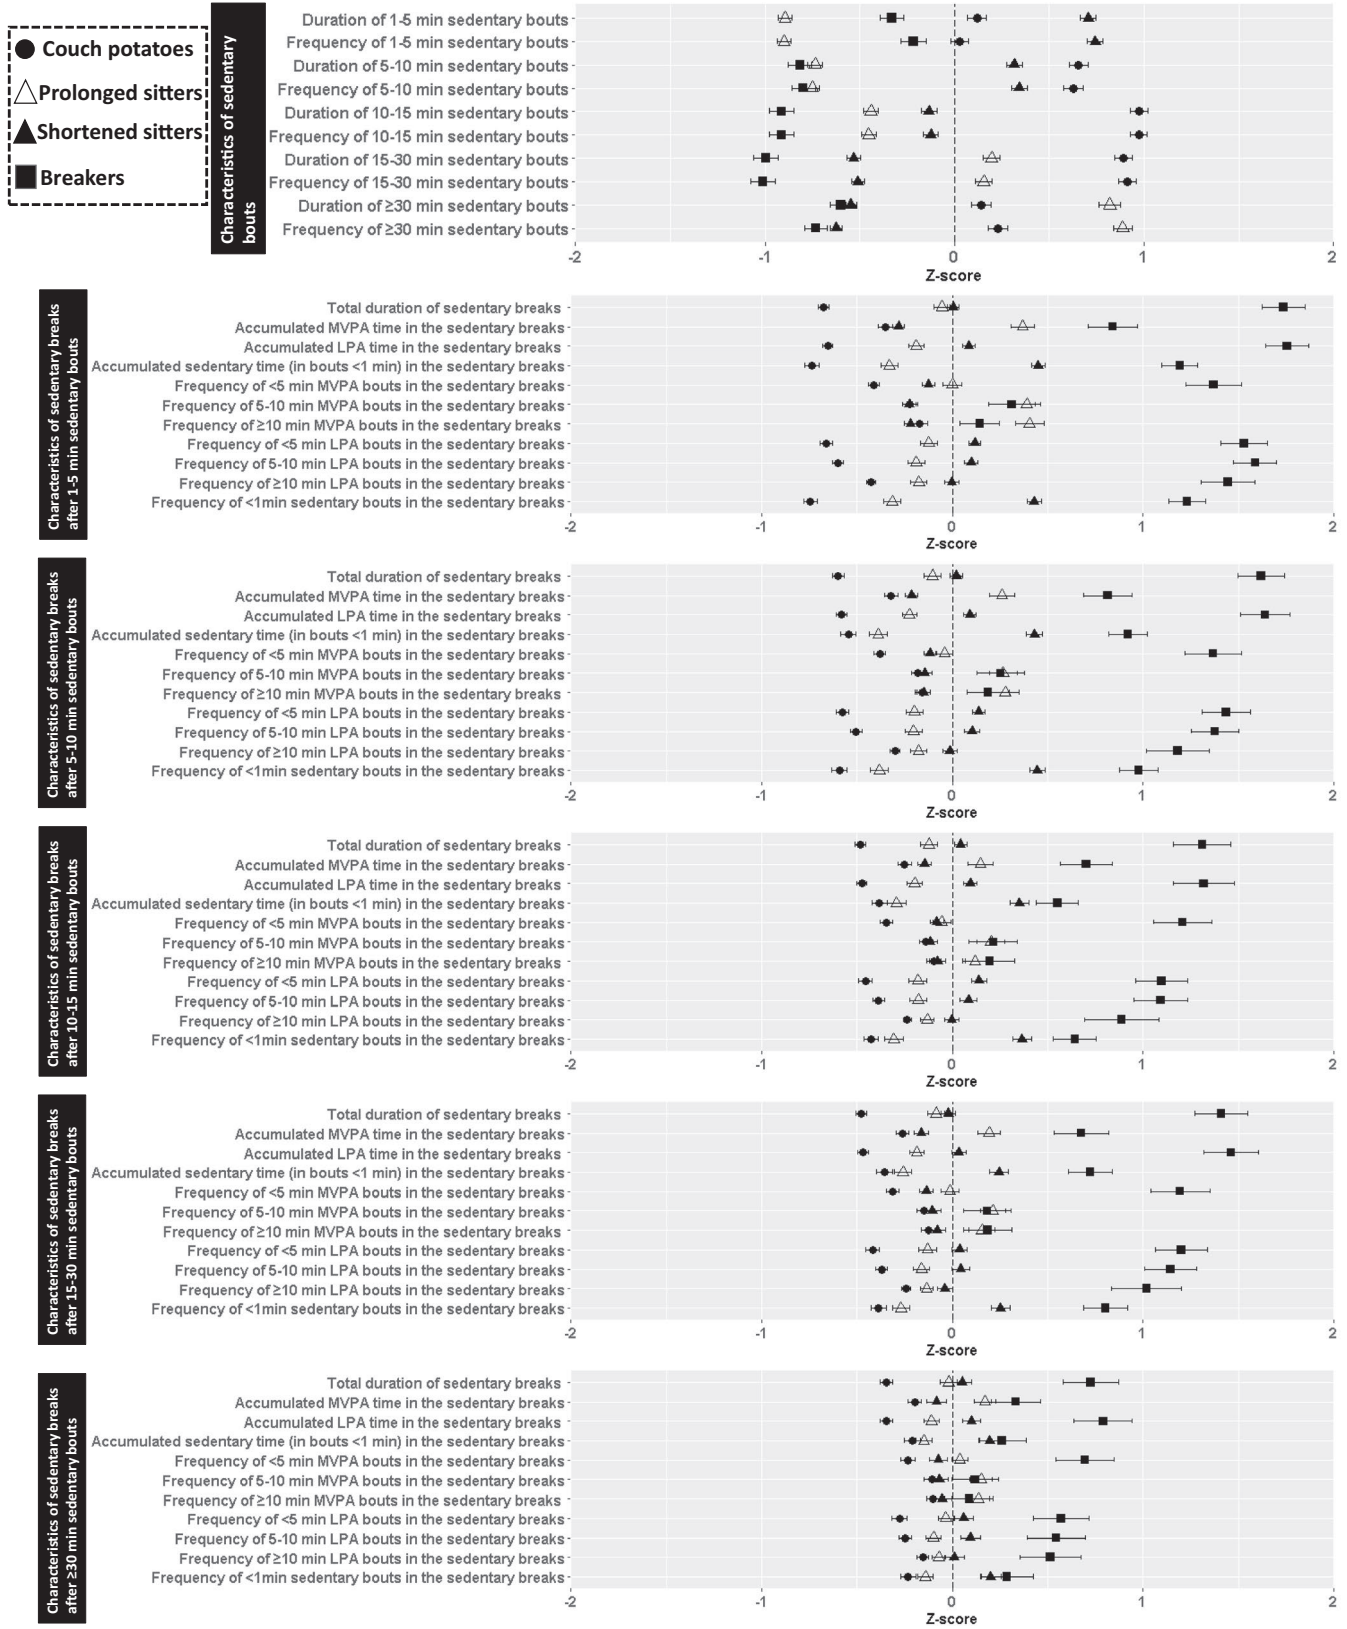 Couch potatoes
Prolonged sitters
Shortened sitters
Breakers
Characteristics of sedentary
bouts
Duration of 1-5 min sedentary bouts
Frequency of 1-5 min sedentary bouts
Duration of 5-10 min sedentary bouts
Frequency of 5-10 min sedentary bouts
Duration of 10-15 min sedentary bouts
Frequency of 10-15 min sedentary bouts
Duration of 15-30 min sedentary bouts
Frequency of 15-30 min sedentary bouts
Duration of ≥30 min sedentary bouts
Frequency of ≥30 min sedentary bouts
-2 -1 0 1 2
Z-score
Characteristics of sedentary breaks
after 1-5 min sedentary bouts
Total duration of sedentary breaks
Accumulated MVPA time in the sedentary breaks
Accumulated LPA time in the sedentary breaks
Accumulated sedentary time (in bouts <1 min) in the sedentary breaks
Frequency of <5 min MVPA bouts in the sedentary breaks
Frequency of 5-10 min MVPA bouts in the sedentary breaks
Frequency of ≥10 min MVPA bouts in the sedentary breaks
Frequency of <5 min LPA bouts in the sedentary breaks
Frequency of 5-10 min LPA bouts in the sedentary breaks
Frequency of ≥10 min LPA bouts in the sedentary breaks
Frequency of <1min sedentary bouts in the sedentary breaks
-2 -1 0 1 2
Z-score
Characteristics of sedentary breaks
after 5-10 min sedentary bouts
Total duration of sedentary breaks
Accumulated MVPA time in the sedentary breaks
Accumulated LPA time in the sedentary breaks
Accumulated sedentary time (in bouts <1 min) in the sedentary breaks
Frequency of <5 min MVPA bouts in the sedentary breaks
Frequency of 5-10 min MVPA bouts in the sedentary breaks
Frequency of ≥10 min MVPA bouts in the sedentary breaks
Frequency of <5 min LPA bouts in the sedentary breaks
Frequency of 5-10 min LPA bouts in the sedentary breaks
Frequency of ≥10 min LPA bouts in the sedentary breaks
Frequency of <1min sedentary bouts in the sedentary breaks
-2 -1 0 1 2
Z-score
Characteristics of sedentary breaks
after 10-15 min sedentary bouts
Total duration of sedentary breaks
Accumulated MVPA time in the sedentary breaks
Accumulated LPA time in the sedentary breaks
Accumulated sedentary time (in bouts <1 min) in the sedentary breaks
Frequency of <5 min MVPA bouts in the sedentary breaks
Frequency of 5-10 min MVPA bouts in the sedentary breaks
Frequency of ≥10 min MVPA bouts in the sedentary breaks
Frequency of <5 min LPA bouts in the sedentary breaks
Frequency of 5-10 min LPA bouts in the sedentary breaks
Frequency of ≥10 min LPA bouts in the sedentary breaks
Frequency of <1min sedentary bouts in the sedentary breaks
-2 -1 0 1 2
Z-score
Characteristics of sedentary breaks
after 15-30 min sedentary bouts
Total duration of sedentary breaks
Accumulated MVPA time in the sedentary breaks
Accumulated LPA time in the sedentary breaks
Accumulated sedentary time (in bouts <1 min) in the sedentary breaks
Frequency of <5 min MVPA bouts in the sedentary breaks
Frequency of 5-10 min MVPA bouts in the sedentary breaks
Frequency of ≥10 min MVPA bouts in the sedentary breaks
Frequency of <5 min LPA bouts in the sedentary breaks
Frequency of 5-10 min LPA bouts in the sedentary breaks
Frequency of ≥10 min LPA bouts in the sedentary breaks
Frequency of <1min sedentary bouts in the sedentary breaks
-2 -1 0 1 2
Z-score
Characteristics of sedentary breaks
after ≥30 min sedentary bouts
Total duration of sedentary breaks
Accumulated MVPA time in the sedentary breaks
Accumulated LPA time in the sedentary breaks
Accumulated sedentary time (in bouts <1 min) in the sedentary breaks
Frequency of <5 min MVPA bouts in the sedentary breaks
Frequency of 5-10 min MVPA bouts in the sedentary breaks
Frequency of ≥10 min MVPA bouts in the sedentary breaks
Frequency of <5 min LPA bouts in the sedentary breaks
Frequency of 5-10 min LPA bouts in the sedentary breaks
Frequency of ≥10 min LPA bouts in the sedentary breaks
Frequency of <1min sedentary bouts in the sedentary breaks
-2 -1 0 1 2
Z-score